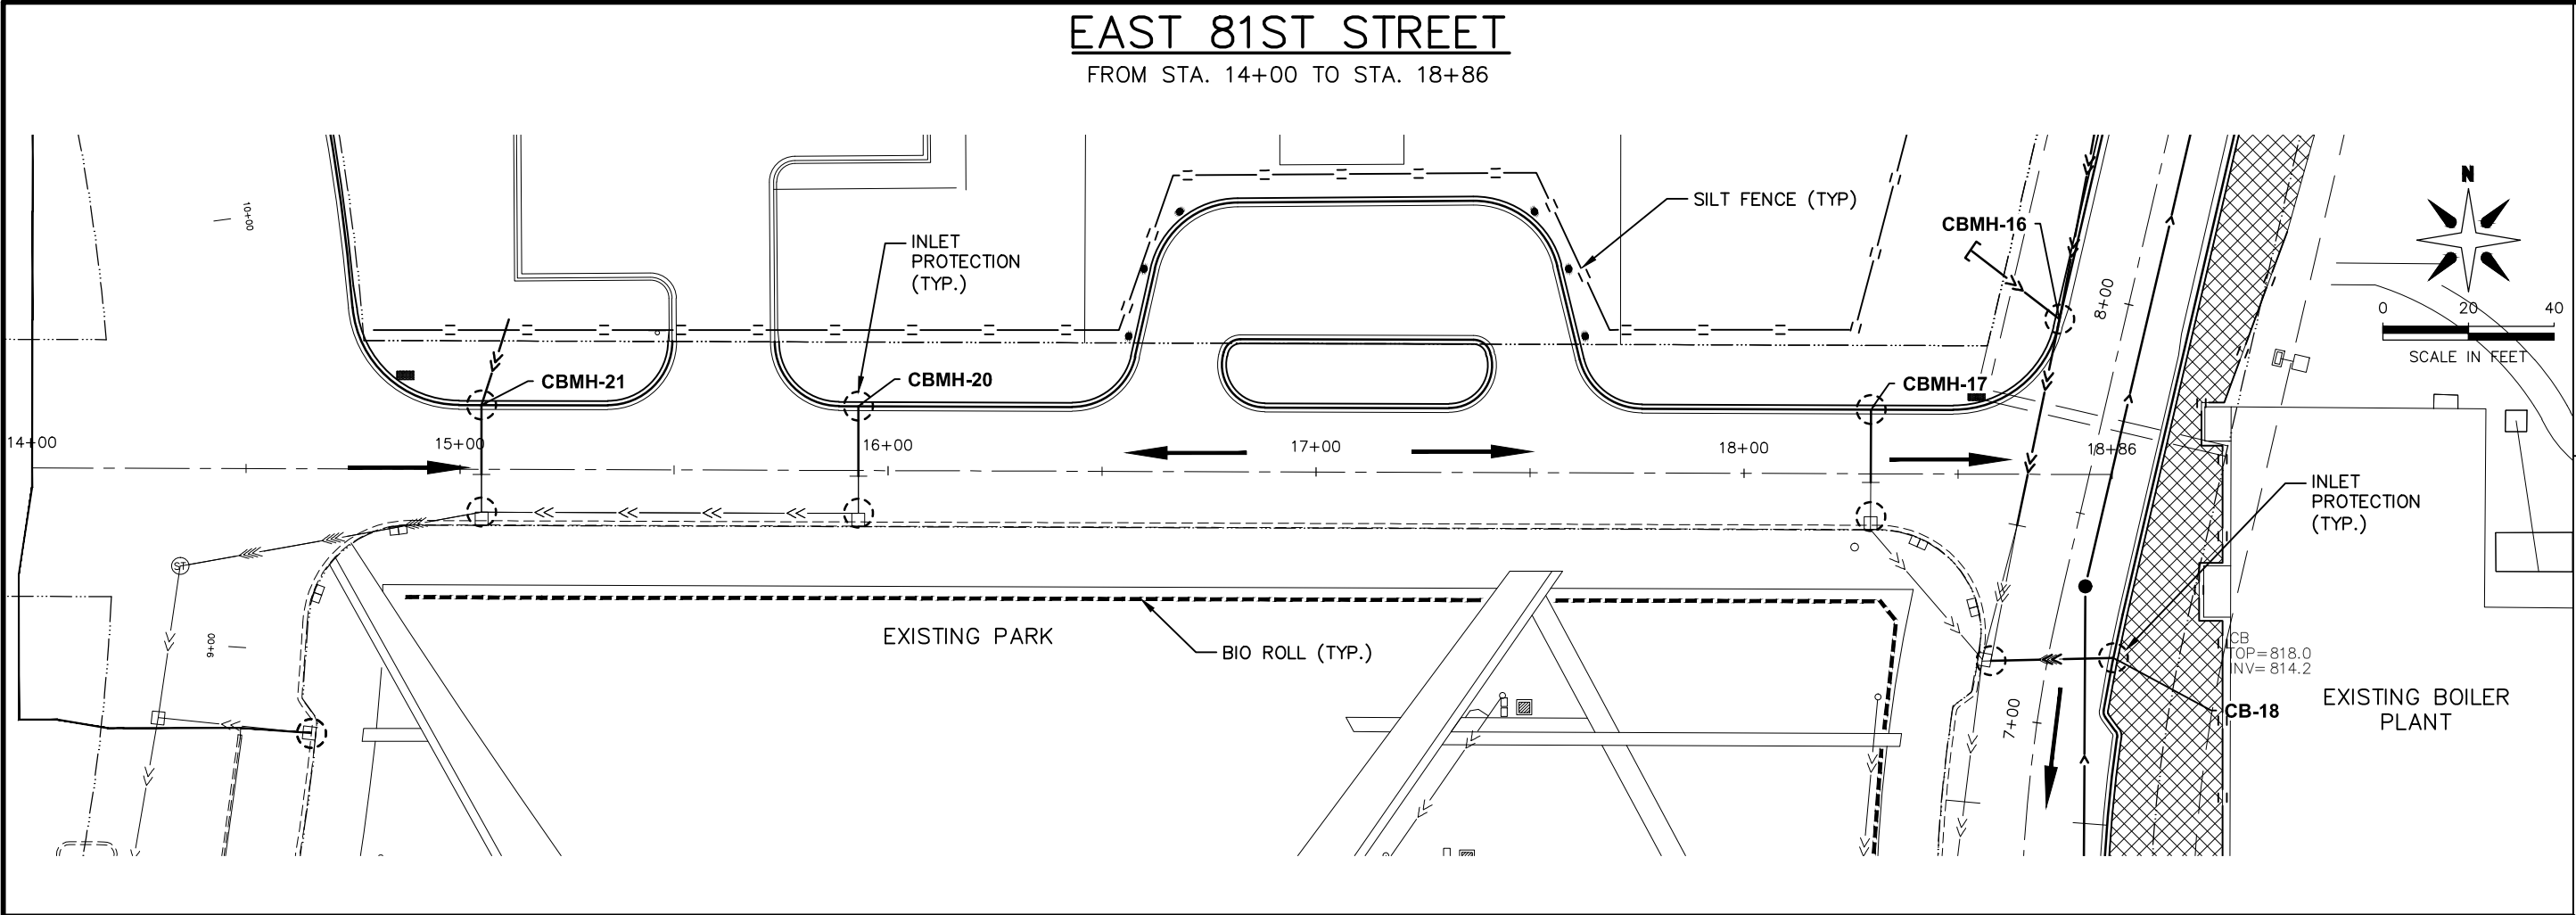 EAST 81ST STREET
FROM STA. 14+00 TO STA. 18+86
10+00
SILT FENCE (TYP)
N
CBMH-16
INLET
PROTECTION
(TYP.)
8+00
0 20 40
SCALE IN FEET
CBMH-21
CBMH-20
CBMH-17
14+00
15+00
16+00
17+00
18+00
18+86
INLET
PROTECTION
(TYP.)
ST
9+00
EXISTING PARK
BIO ROLL (TYP.)
CB
TOP=818.0
INV=814.2
EXISTING BOILER
PLANT
CB-18
7+00